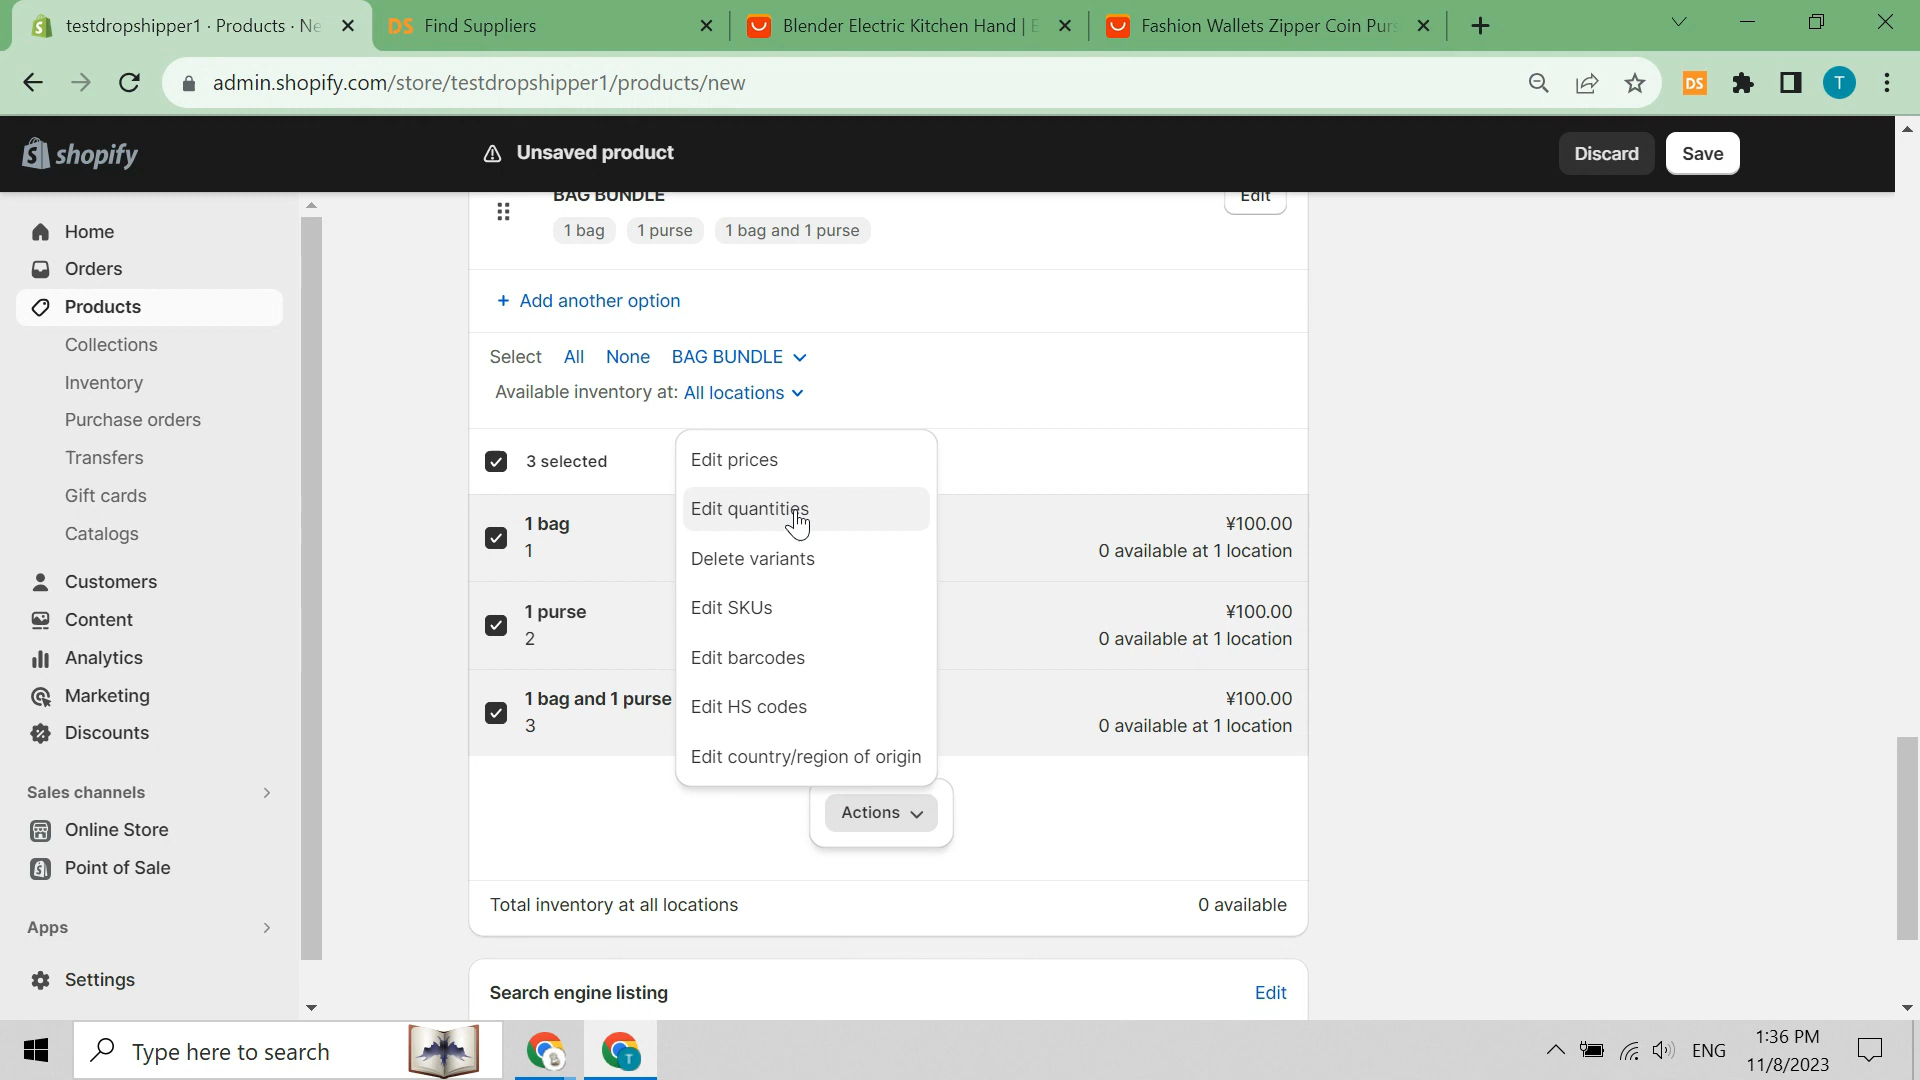 testdropshipper1 · Products · Ne
Find Suppliers
Blender Electric Kitchen Hand | E
Fashion Wallets Zipper Coin Purs
admin.shopify.com/store/testdropshipper1/products/new
DS
T
shopify
Unsaved product
Discard
Save
Home
Orders
Products
Collections
Inventory
Purchase orders
Transfers
Gift cards
Catalogs
Customers
Content
Analytics
Marketing
Discounts
Sales channels
Online Store
Point of Sale
Apps
Settings
BAG BUNDLE
Edit
1 bag
1 purse
1 bag and 1 purse
+ Add another option
Select All None BAG BUNDLE
Available inventory at: All locations
3 selected
1 bag
1
¥100.00
0 available at 1 location
1 purse
2
¥100.00
0 available at 1 location
1 bag and 1 purse
3
¥100.00
0 available at 1 location
Edit prices
Edit quantities
Delete variants
Edit SKUs
Edit barcodes
Edit HS codes
Edit country/region of origin
Actions
Total inventory at all locations
0 available
Search engine listing
Edit
Type here to search
T
ENG
1:36 PM
11/8/2023